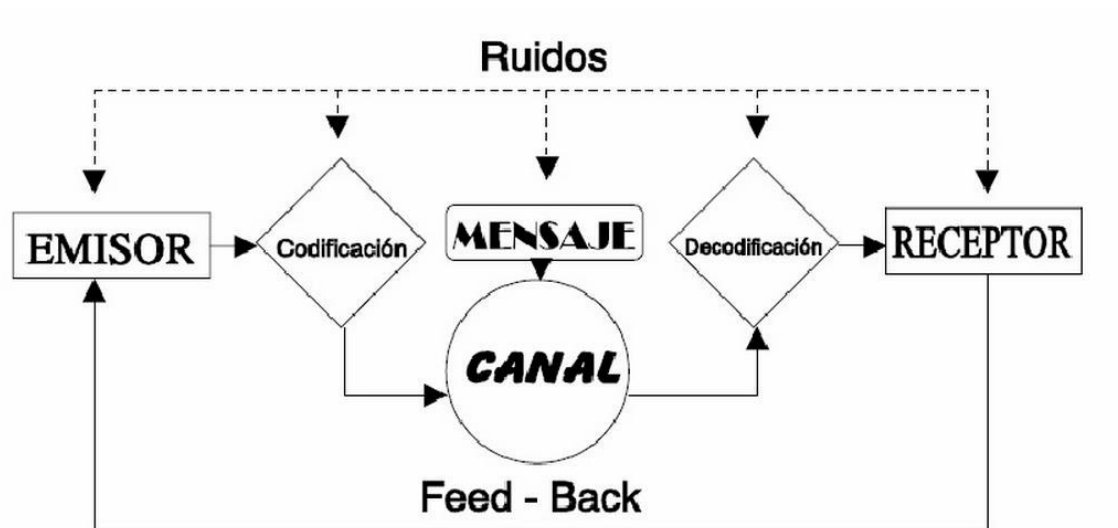 Ruidos
EMISOR
Codificación
MENSAJE
Decodificación
RECEPTOR
CANAL
Feed - Back